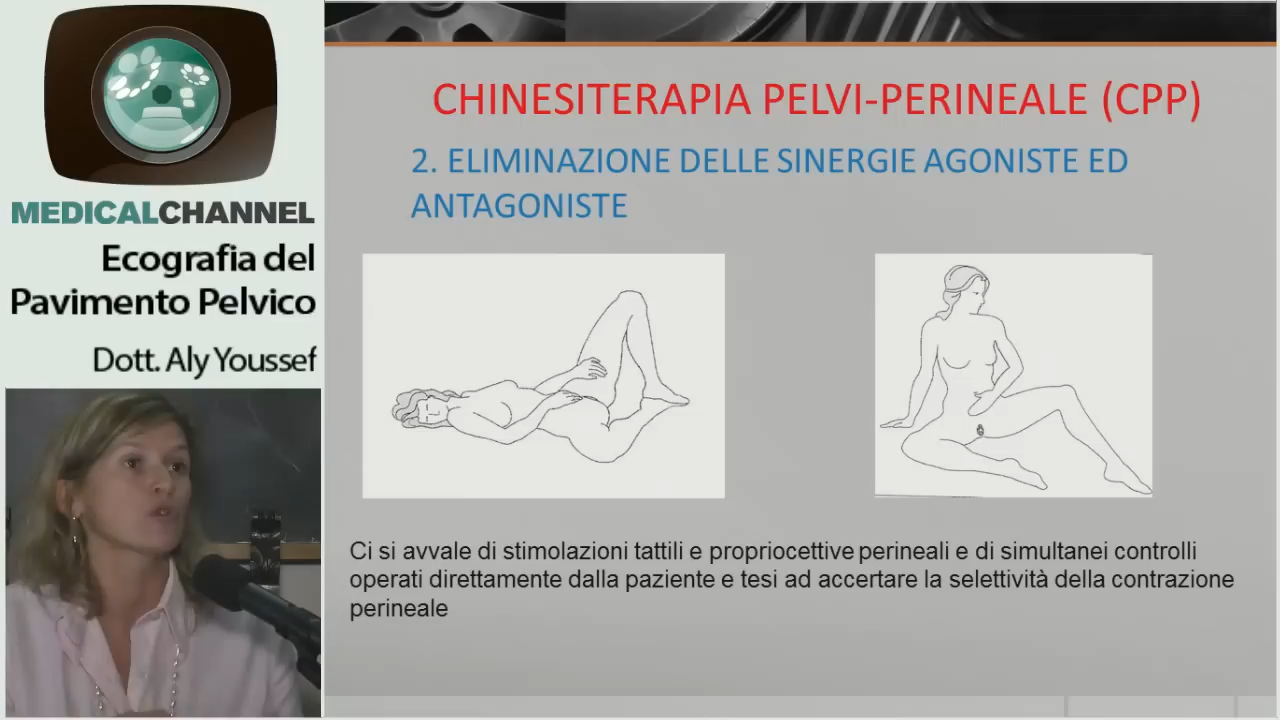 MEDICALCHANNEL
Ecografia del
Pavimento Pelvico
Dott. Aly Youssef
CHINESITERAPIA PELVI-PERINEALE (CPP)
2. ELIMINAZIONE DELLE SINERGIE AGONISTE ED
ANTAGONISTE
Ci si avvale di stimolazioni tattili e propriocettive perineali e di simultanei controlli
operati direttamente dalla paziente e tesi ad accertare la selettività della contrazione
perineale